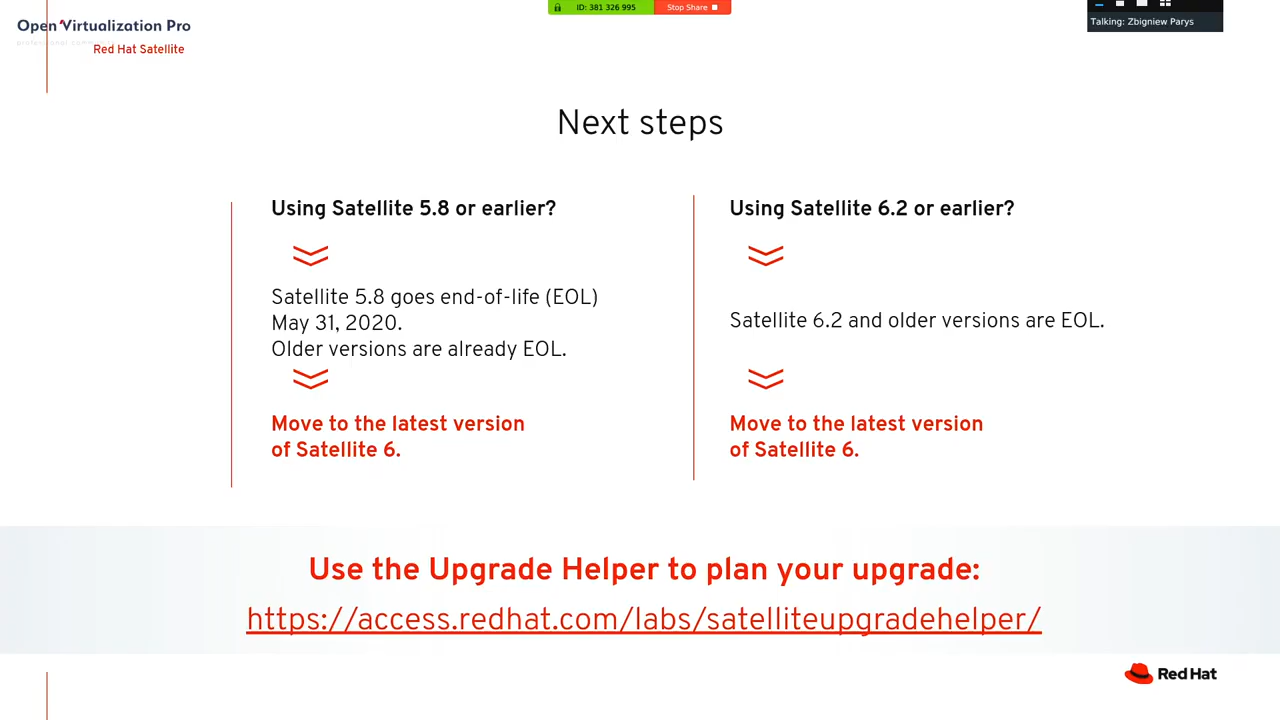 Open Virtualization Pro
professional community
Red Hat Satellite
ID: 381 326 995
Stop Share
Talking: Zbigniew Parys
Next steps
Using Satellite 5.8 or earlier?
Satellite 5.8 goes end-of-life (EOL)
May 31, 2020.
Older versions are already EOL.
Move to the latest version
of Satellite 6.
Using Satellite 6.2 or earlier?
Satellite 6.2 and older versions are EOL.
Move to the latest version
of Satellite 6.
Use the Upgrade Helper to plan your upgrade:
https://access.redhat.com/labs/satelliteupgradehelper/
Red Hat